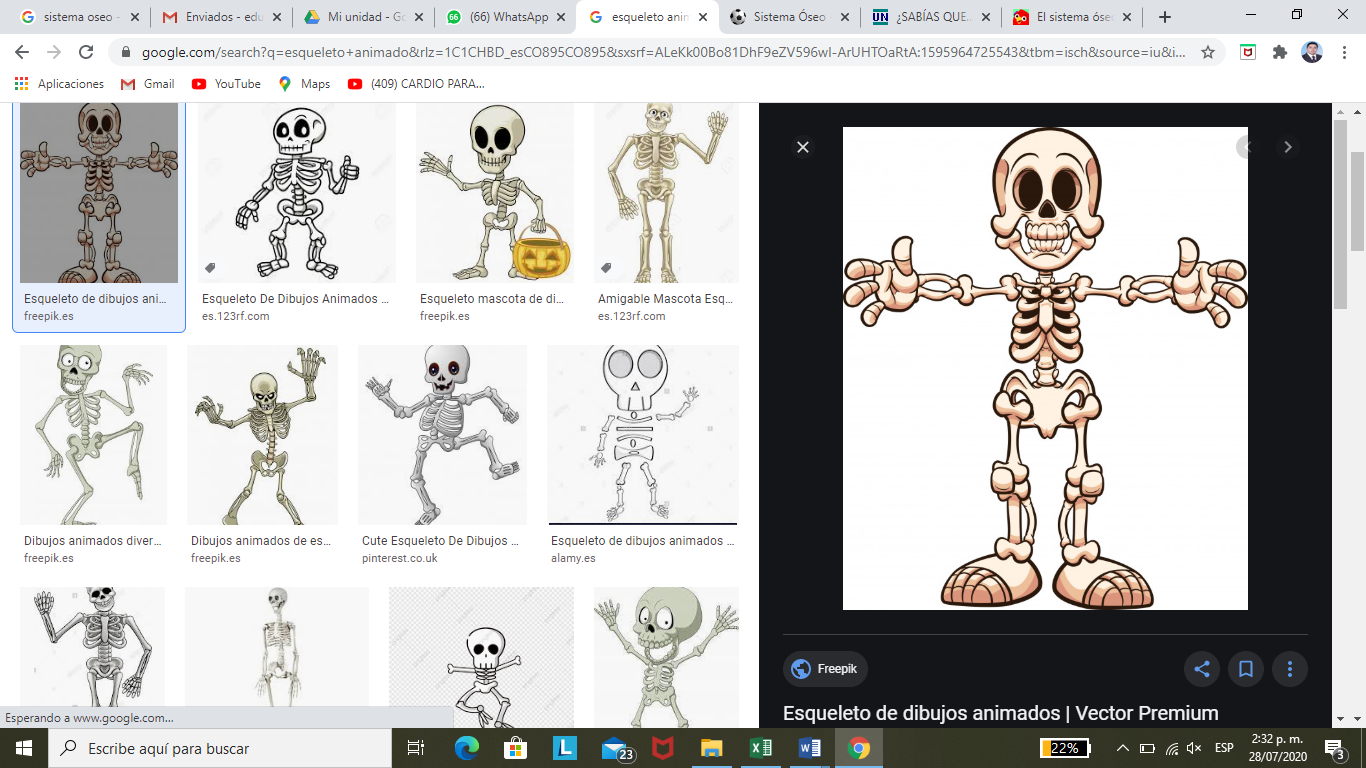 sistema oseo -
Enviados - edu
Mi unidad - Go
(66) WhatsApp
esqueleto anim
Sistema Óseo -
¿SABÍAS QUE
El sistema óse
google.com/search?q=esqueleto+animado&rlz=1C1CHBD_esCO895CO895&sxsrf=ALeKk00Bo81DhF9eZV596wI-ArUHTOaRtA:1595964725543&tbm=isch&source=iu&i...
Aplicaciones
Gmail
YouTube
Maps
(409) CARDIO PARA...
Esqueleto de dibujos ani...
freepik.es
Esqueleto De Dibujos Animados ...
es.123rf.com
Esqueleto mascota de di...
freepik.es
Amigable Mascota Esq...
es.123rf.com
Dibujos animados diver...
freepik.es
Dibujos animados de es...
freepik.es
Cute Esqueleto De Dibujos ...
pinterest.co.uk
Esqueleto de dibujos animados ...
alamy.es
Freepik
Esqueleto de dibujos animados | Vector Premium
Esperando a www.google.com...
Escribe aquí para buscar
23
22%
ESP
2:32 p. m.
28/07/2020
3